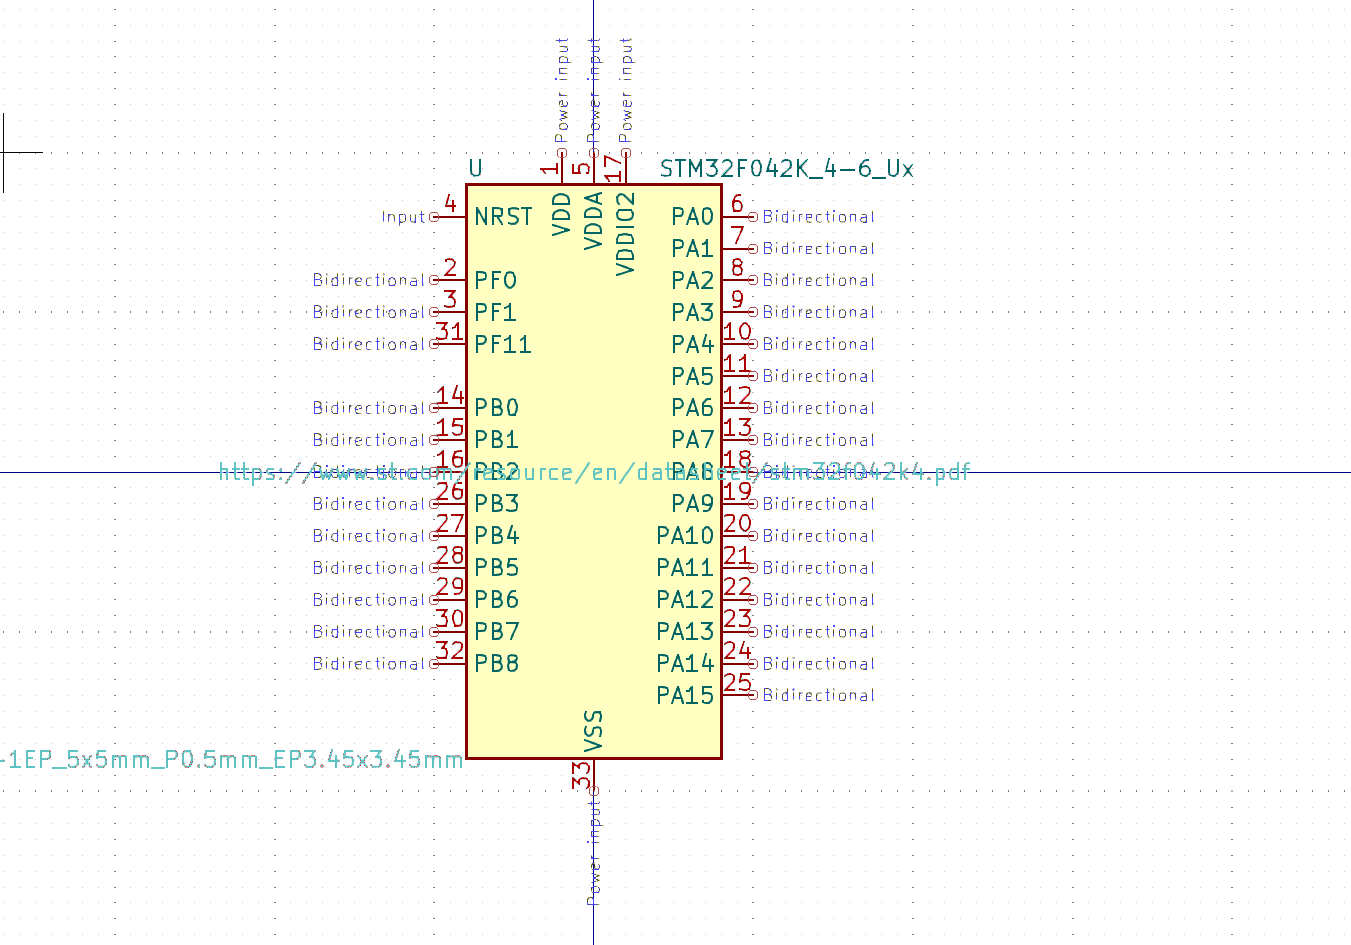 Power input Power input Power input
1 5 17
U STM32F042K_4-6_Ux
VDD VDDA VDDIO2
Input 4 NRST PA0 6 Bidirectional
PA1 7 Bidirectional
Bidirectional 2 PF0 PA2 8 Bidirectional
Bidirectional 3 PF1 PA3 9 Bidirectional
Bidirectional 31 PF11 PA4 10 Bidirectional
PA5 11 Bidirectional
Bidirectional 14 PB0 PA6 12 Bidirectional
Bidirectional 15 PB1 PA7 13 Bidirectional
Bidirectional 16 PB2 PA8 18 Bidirectional
https://www.st.com/resource/en/datasheet/stm32f042k4.pdf
Bidirectional 26 PB3 PA9 19 Bidirectional
Bidirectional 27 PB4 PA10 20 Bidirectional
Bidirectional 28 PB5 PA11 21 Bidirectional
Bidirectional 29 PB6 PA12 22 Bidirectional
Bidirectional 30 PB7 PA13 23 Bidirectional
Bidirectional 32 PB8 PA14 24 Bidirectional
PA15 25 Bidirectional
VSS
-1EP_5x5mm_P0.5mm_EP3.45x3.45mm
33
Power input